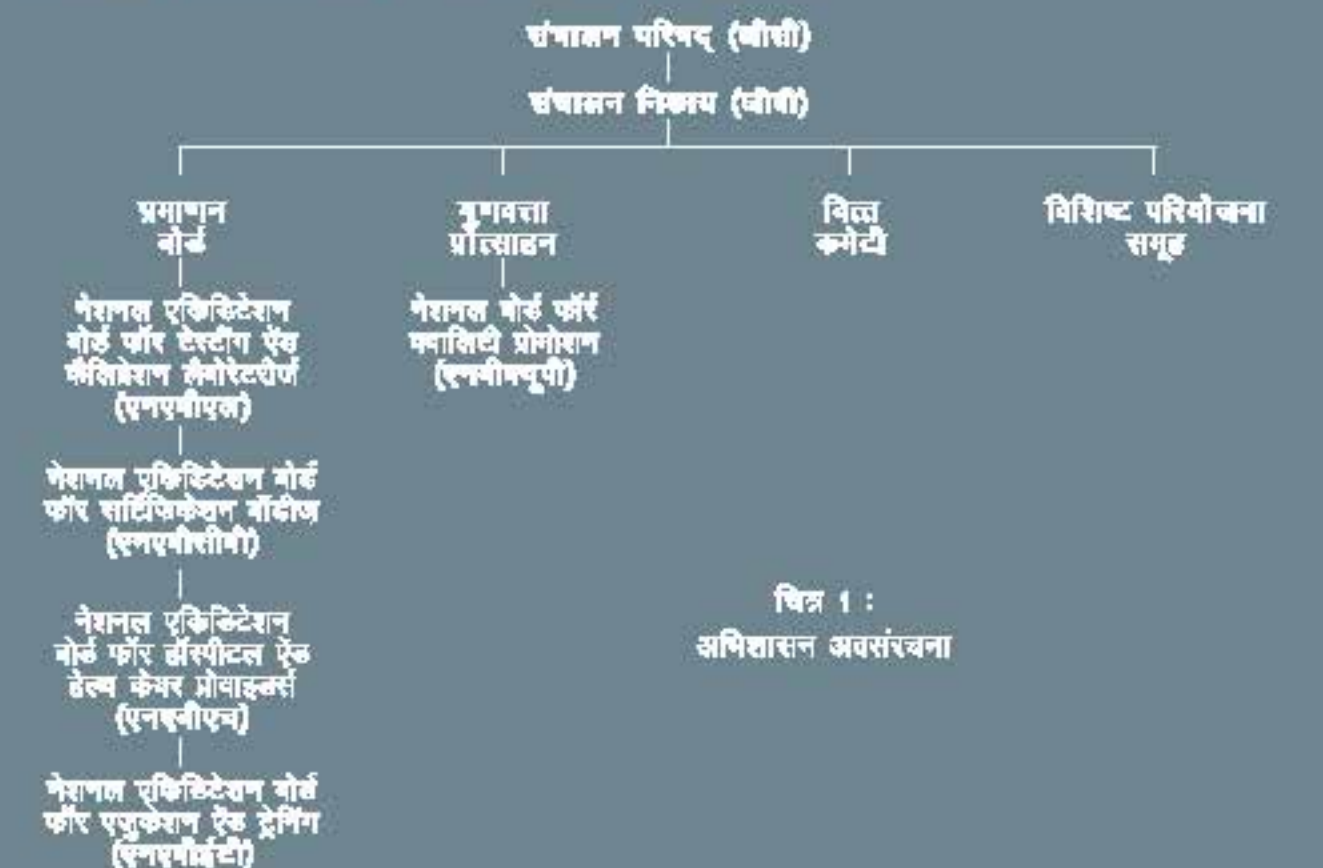 संचालन परिषद् (जीसी)
संचालन निकाय (जीबी)
प्रमाणन
बोर्ड
गुणवत्ता
प्रोत्साहन
वित्त
कमेटी
विशिष्ट परियोजना
समूह
नेशनल एक्रिडिटेशन
बोर्ड फॉर टेस्टींग ऐंड
कैलिब्रेशन लैबोरेटरीज
(एनएबीएल)
नेशनल बोर्ड फॉर
क्वालिटी प्रोमोशन
(एनबीक्यूपी)
नेशनल एक्रिडिटेशन बोर्ड
फॉर सर्टिफिकेशन बॉडीज
(एनएबीसीबी)
नेशनल एक्रिडिटेशन
बोर्ड फॉर हॉस्पीटल ऐंड
हेल्थ केयर प्रोवाइडर्स
(एनएबीएच)
नेशनल एक्रिडिटेशन बोर्ड
फॉर एजुकेशन ऐंड ट्रेनिंग
(एनएबीईटी)
चित्र 1 :
अभिशासन अवसंरचना